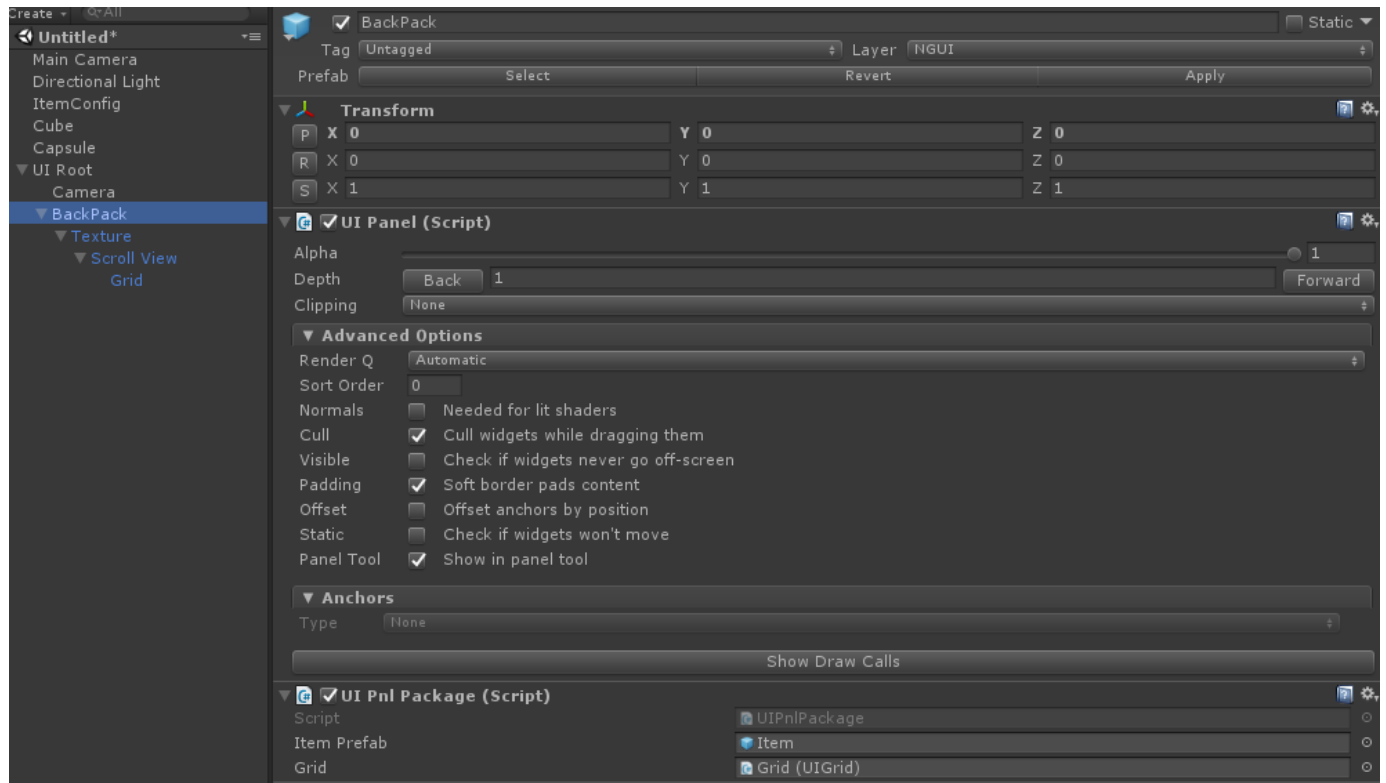 Create
All
Untitled*
Main Camera
Directional Light
ItemConfig
Cube
Capsule
UI Root
Camera
BackPack
Texture
Scroll View
Grid
BackPack Static
Tag Untagged Layer NGUI
Prefab Select Revert Apply
Transform
P X 0 Y 0 Z 0
R X 0 Y 0 Z 0
S X 1 Y 1 Z 1
UI Panel (Script)
Alpha 1
Depth Back 1 Forward
Clipping None
Advanced Options
Render Q Automatic
Sort Order 0
Normals Needed for lit shaders
Cull Cull widgets while dragging them
Visible Check if widgets never go off-screen
Padding Soft border pads content
Offset Offset anchors by position
Static Check if widgets won't move
Panel Tool Show in panel tool
Anchors
Type None
Show Draw Calls
UI Pnl Package (Script)
Script UIPnlPackage
Item Prefab Item
Grid Grid (UIGrid)